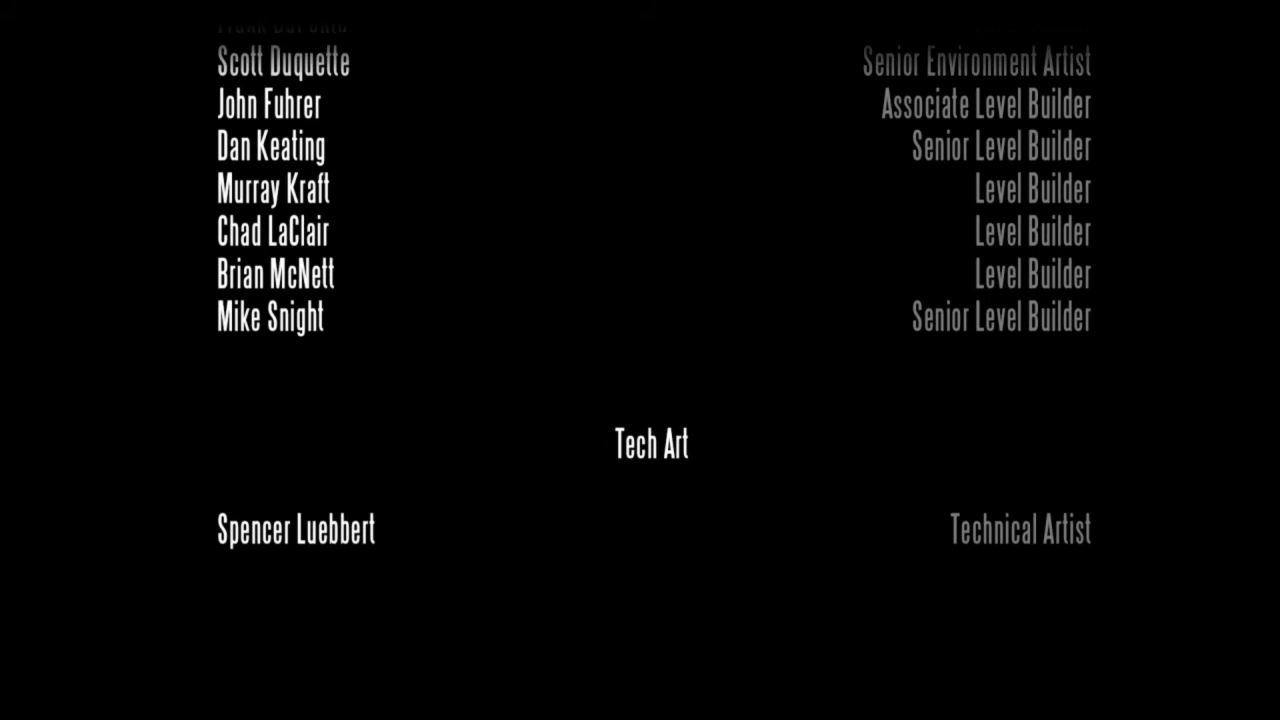 Scott Duquette Senior Environment Artist
John Fuhrer Associate Level Builder
Dan Keating Senior Level Builder
Murray Kraft Level Builder
Chad LaClair Level Builder
Brian McNett Level Builder
Mike Snight Senior Level Builder
Tech Art
Spencer Luebbert Technical Artist